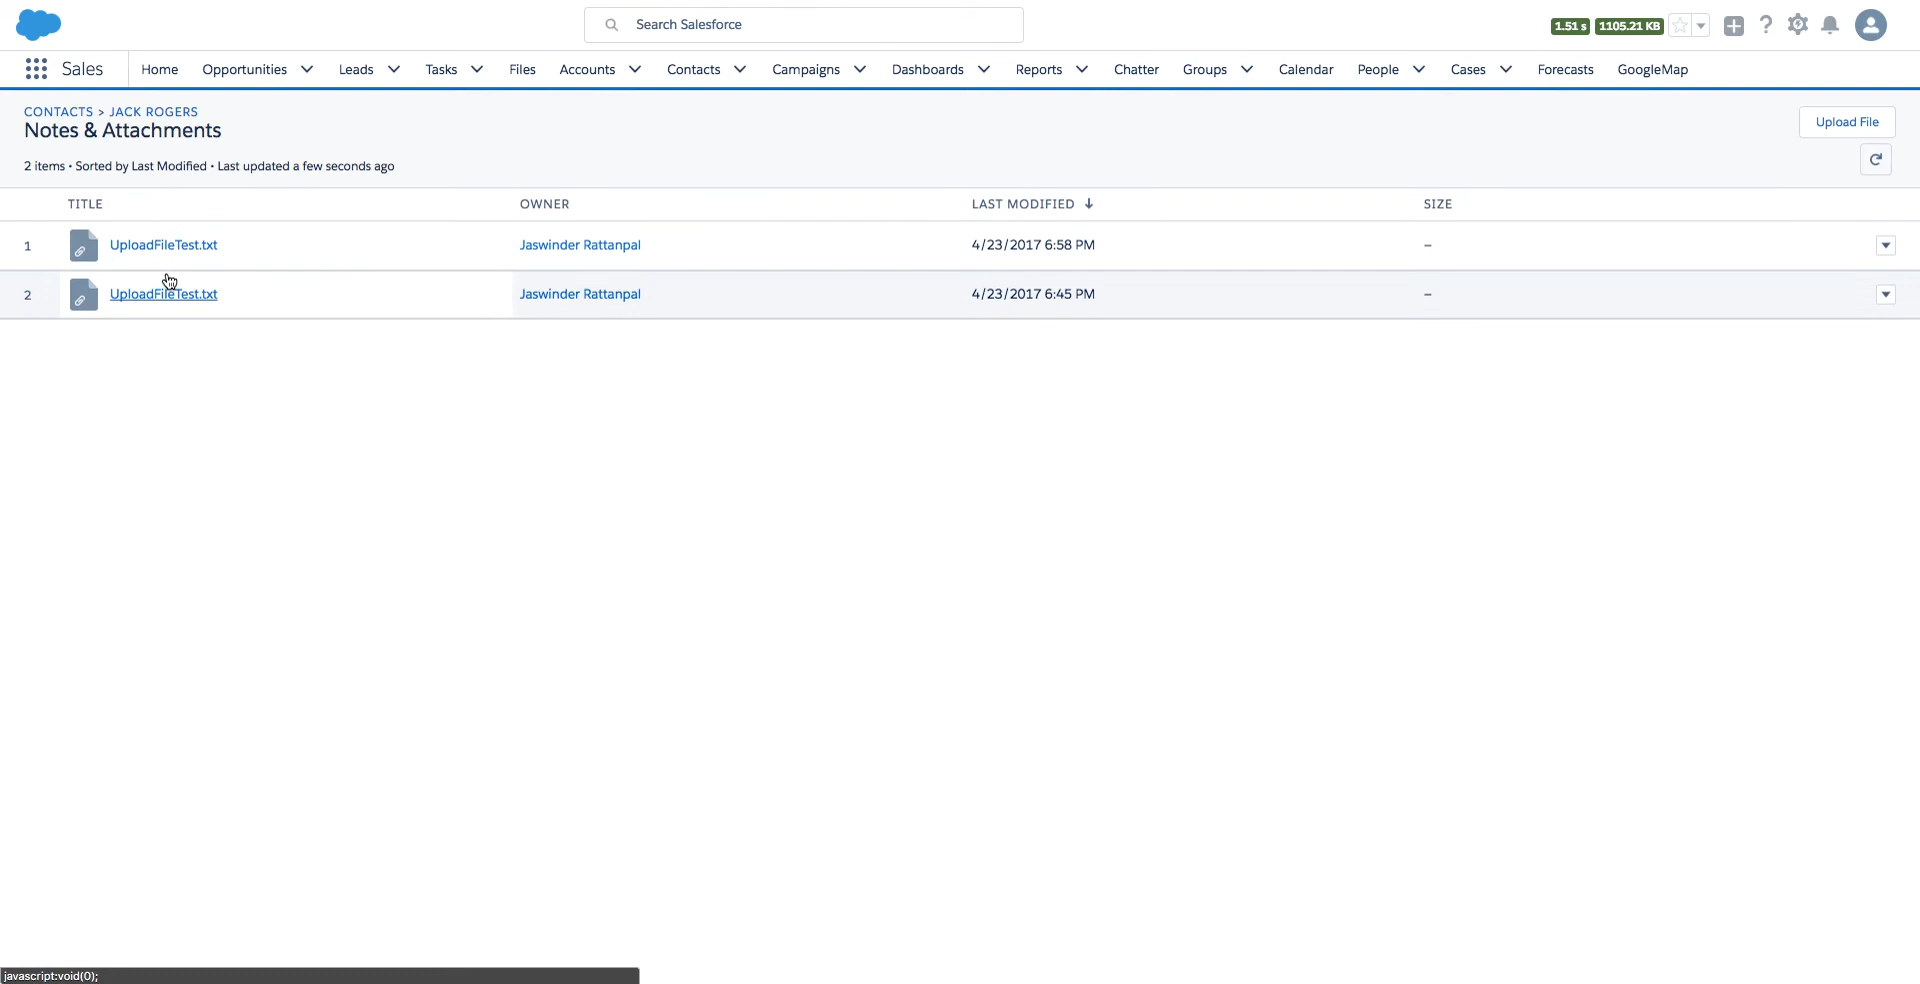 Search Salesforce
1.51 s 1105.21 KB
Sales Home Opportunities Leads Tasks Files Accounts Contacts Campaigns Dashboards Reports Chatter Groups Calendar People Cases Forecasts GoogleMap
CONTACTS > JACK ROGERS
Notes & Attachments
Upload File
2 items • Sorted by Last Modified • Last updated a few seconds ago
TITLE OWNER LAST MODIFIED SIZE
1 UploadFileTest.txt Jaswinder Rattanpal 4/23/2017 6:58 PM –
2 UploadFileTest.txt Jaswinder Rattanpal 4/23/2017 6:45 PM –
javascript:void(0);